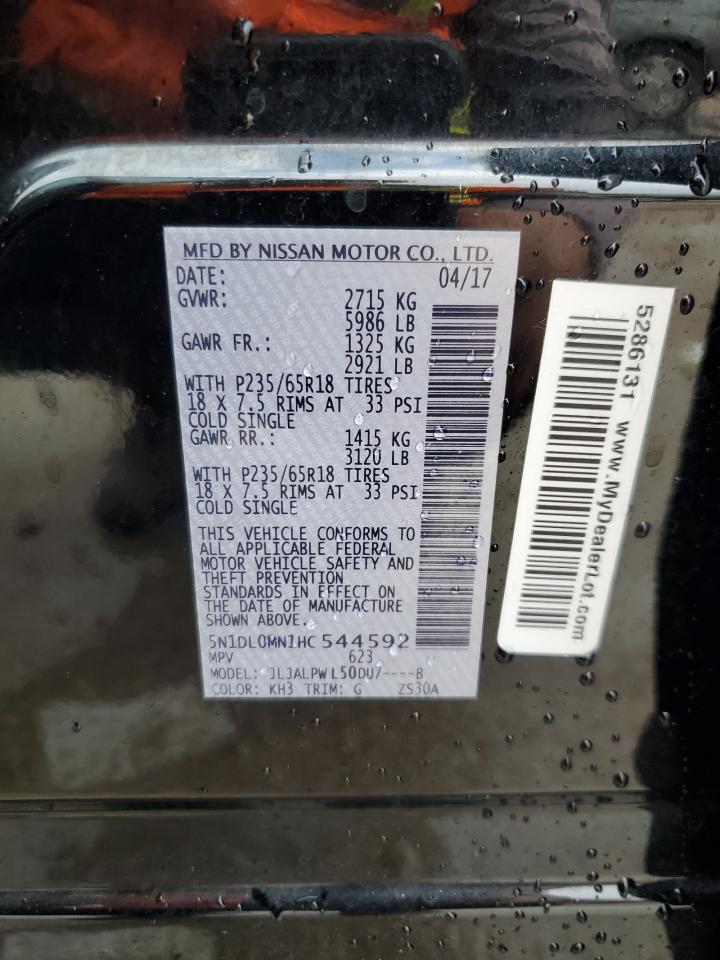 MFD BY NISSAN MOTOR CO., LTD.
DATE: 04/17
GVWR: 2715 KG
5986 LB
GAWR FR.: 1325 KG
2921 LB
WITH P235/65R18 TIRES
18 X 7.5 RIMS AT 33 PSI
COLD SINGLE
GAWR RR.: 1415 KG
3120 LB
WITH P235/65R18 TIRES
18 X 7.5 RIMS AT 33 PSI
COLD SINGLE
THIS VEHICLE CONFORMS TO
ALL APPLICABLE FEDERAL
MOTOR VEHICLE SAFETY AND
THEFT PREVENTION
STANDARDS IN EFFECT ON
THE DATE OF MANUFACTURE
SHOWN ABOVE.
5N1DL0MN1HC544592
MPV 623
MODEL: JLJALPWL50DU7----B
COLOR: KH3 TRIM: G ZS30A
5286131 www.MyDealerLot.com